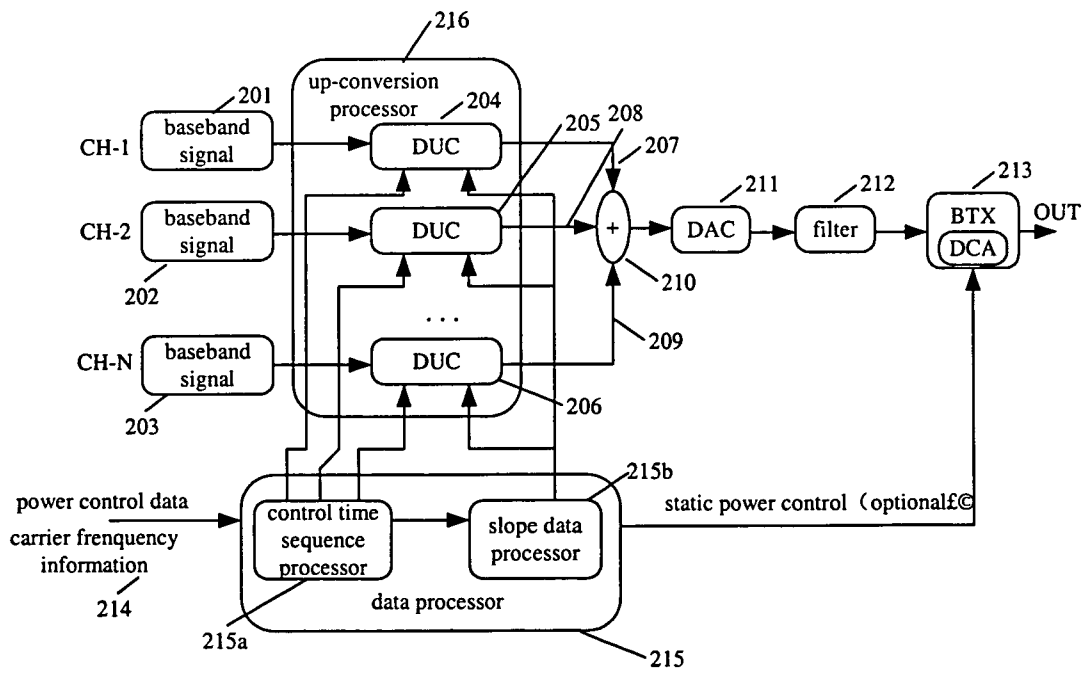 216
up-conversion
processor
201
baseband
signal
CH-1
204
DUC
205
208
207
202
baseband
signal
CH-2
DUC
+
210
211
DAC
212
filter
213
BTX
DCA
OUT
...
209
CH-N
baseband
signal
203
DUC
206
215b
power control data
carrier frenquency
information
214
control time
sequence
processor
215a
slope data
processor
data processor
215
static power control（optional£©